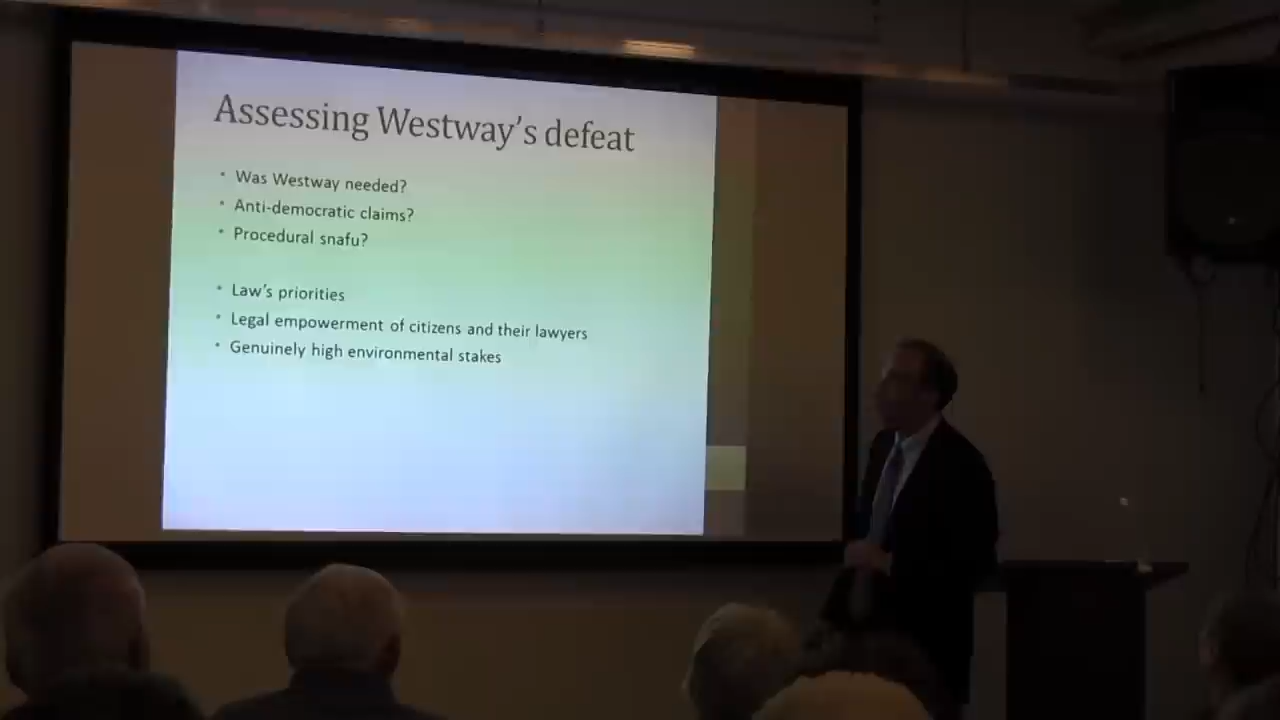 Assessing Westway's defeat
• Was Westway needed?
• Anti-democratic claims?
• Procedural snafu?
• Law's priorities
• Legal empowerment of citizens and their lawyers
• Genuinely high environmental stakes